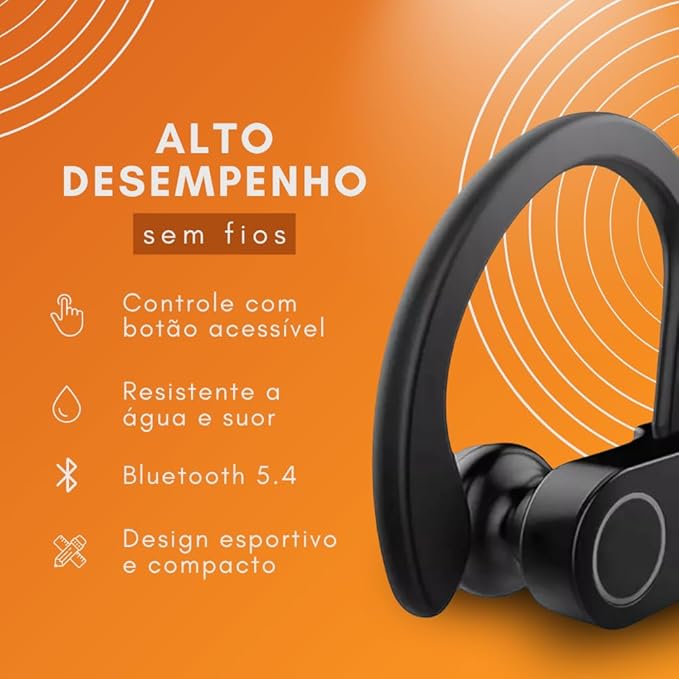 ALTO
DESEMPENHO
sem fios
Controle com
botão acessível
Resistente a
água e suor
Bluetooth 5.4
Design esportivo
e compacto